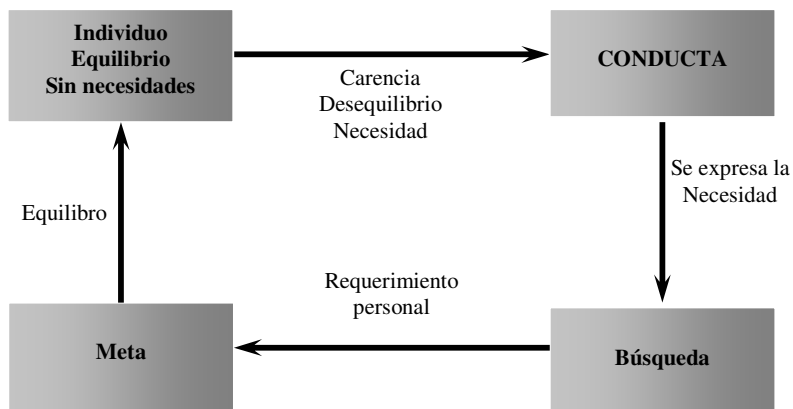 Individuo
Equilibrio
Sin necesidades
Carencia
Desequilibrio
Necesidad
CONDUCTA
Se expresa la
Necesidad
Equilibro
Requerimiento
personal
Meta
Búsqueda